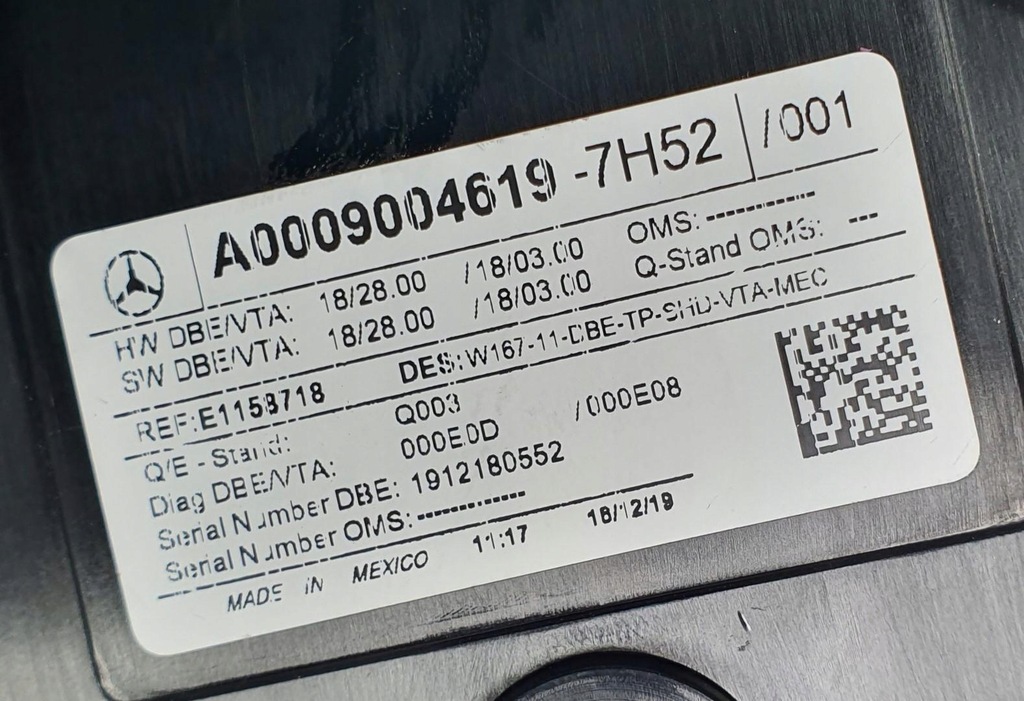 A0009004619 -7H52 /001
HW DBE/VTA: 18/28.00 /18/03.00 OMS: -----------
SW DBE/VTA: 18/28.00 /18/03.00 Q-Stand OMS: ---
REF:E1158718 DES:W167-11-DBE-TP-SHD-VTA-MEC
Q/E - Stand: Q003
Diag DBE/VTA: 000E0D /000E08
Serial Number DBE: 1912180552
Serial Number OMS: -----------
MADE IN MEXICO 11:17 18/12/19